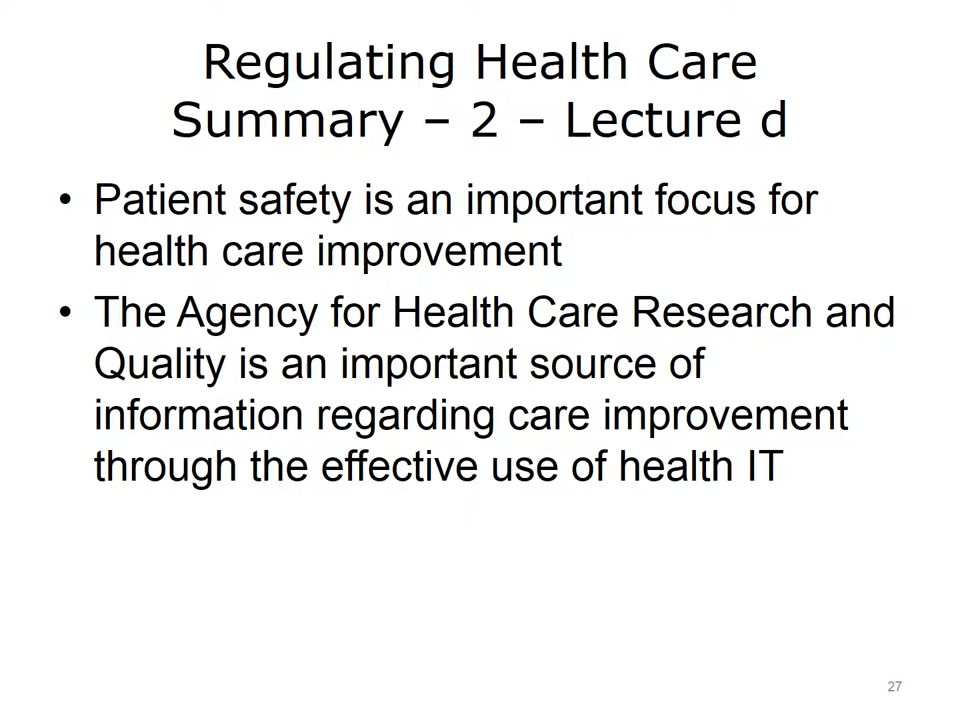 Regulating Health Care
Summary – 2 – Lecture d
• Patient safety is an important focus for
health care improvement
• The Agency for Health Care Research and
Quality is an important source of
information regarding care improvement
through the effective use of health IT
27